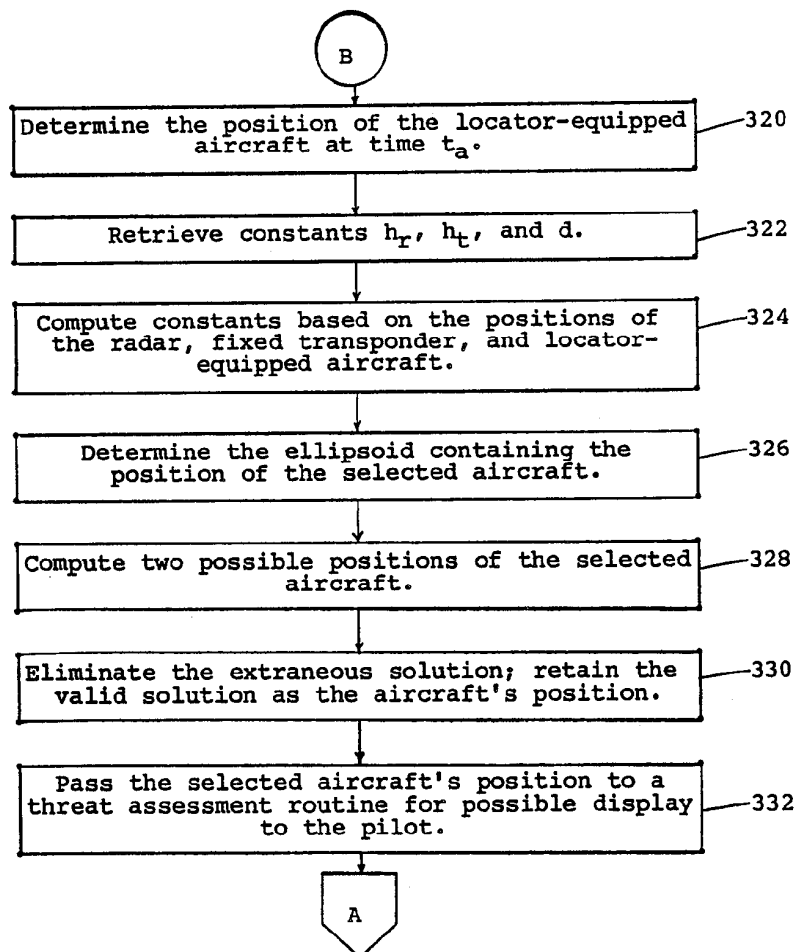 B
Determine the position of the locator-equipped
aircraft at time tₐ.
320
Retrieve constants hᵣ, hₜ, and d.
322
Compute constants based on the positions of
the radar, fixed transponder, and locator-
equipped aircraft.
324
Determine the ellipsoid containing the
position of the selected aircraft.
326
Compute two possible positions of the selected
aircraft.
328
Eliminate the extraneous solution; retain the
valid solution as the aircraft's position.
330
Pass the selected aircraft's position to a
threat assessment routine for possible display
to the pilot.
332
A